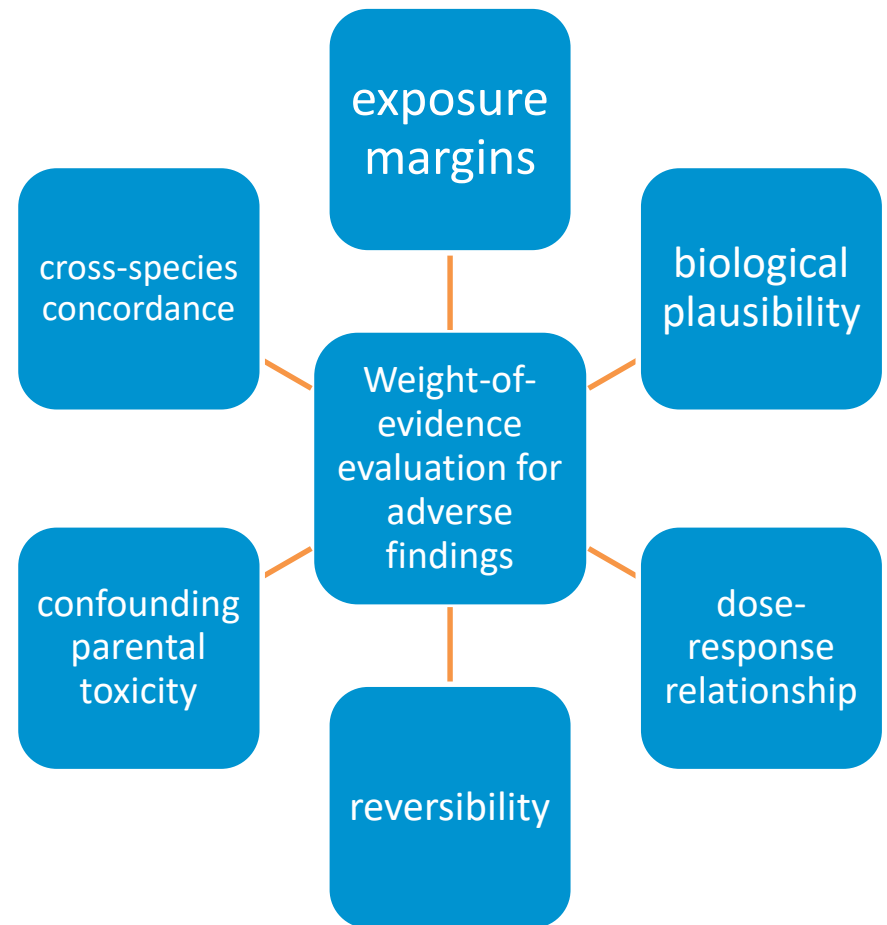 exposure
margins
cross-species
concordance
biological
plausibility
Weight-of-
evidence
evaluation for
adverse
findings
confounding
parental
toxicity
dose-
response
relationship
reversibility